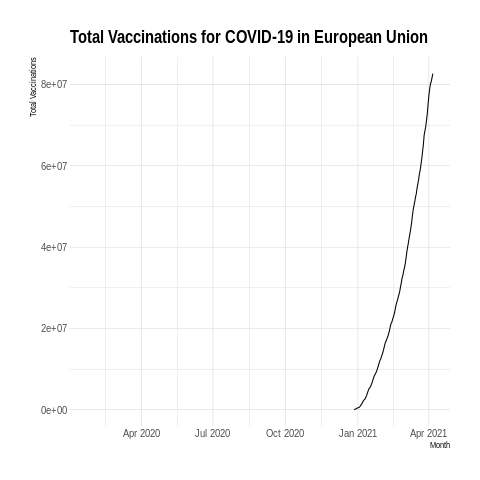 Total Vaccinations for COVID-19 in European Union
Total Vaccinations
8e+07
6e+07
4e+07
2e+07
0e+00
Apr 2020 Jul 2020 Oct 2020 Jan 2021 Apr 2021
Month